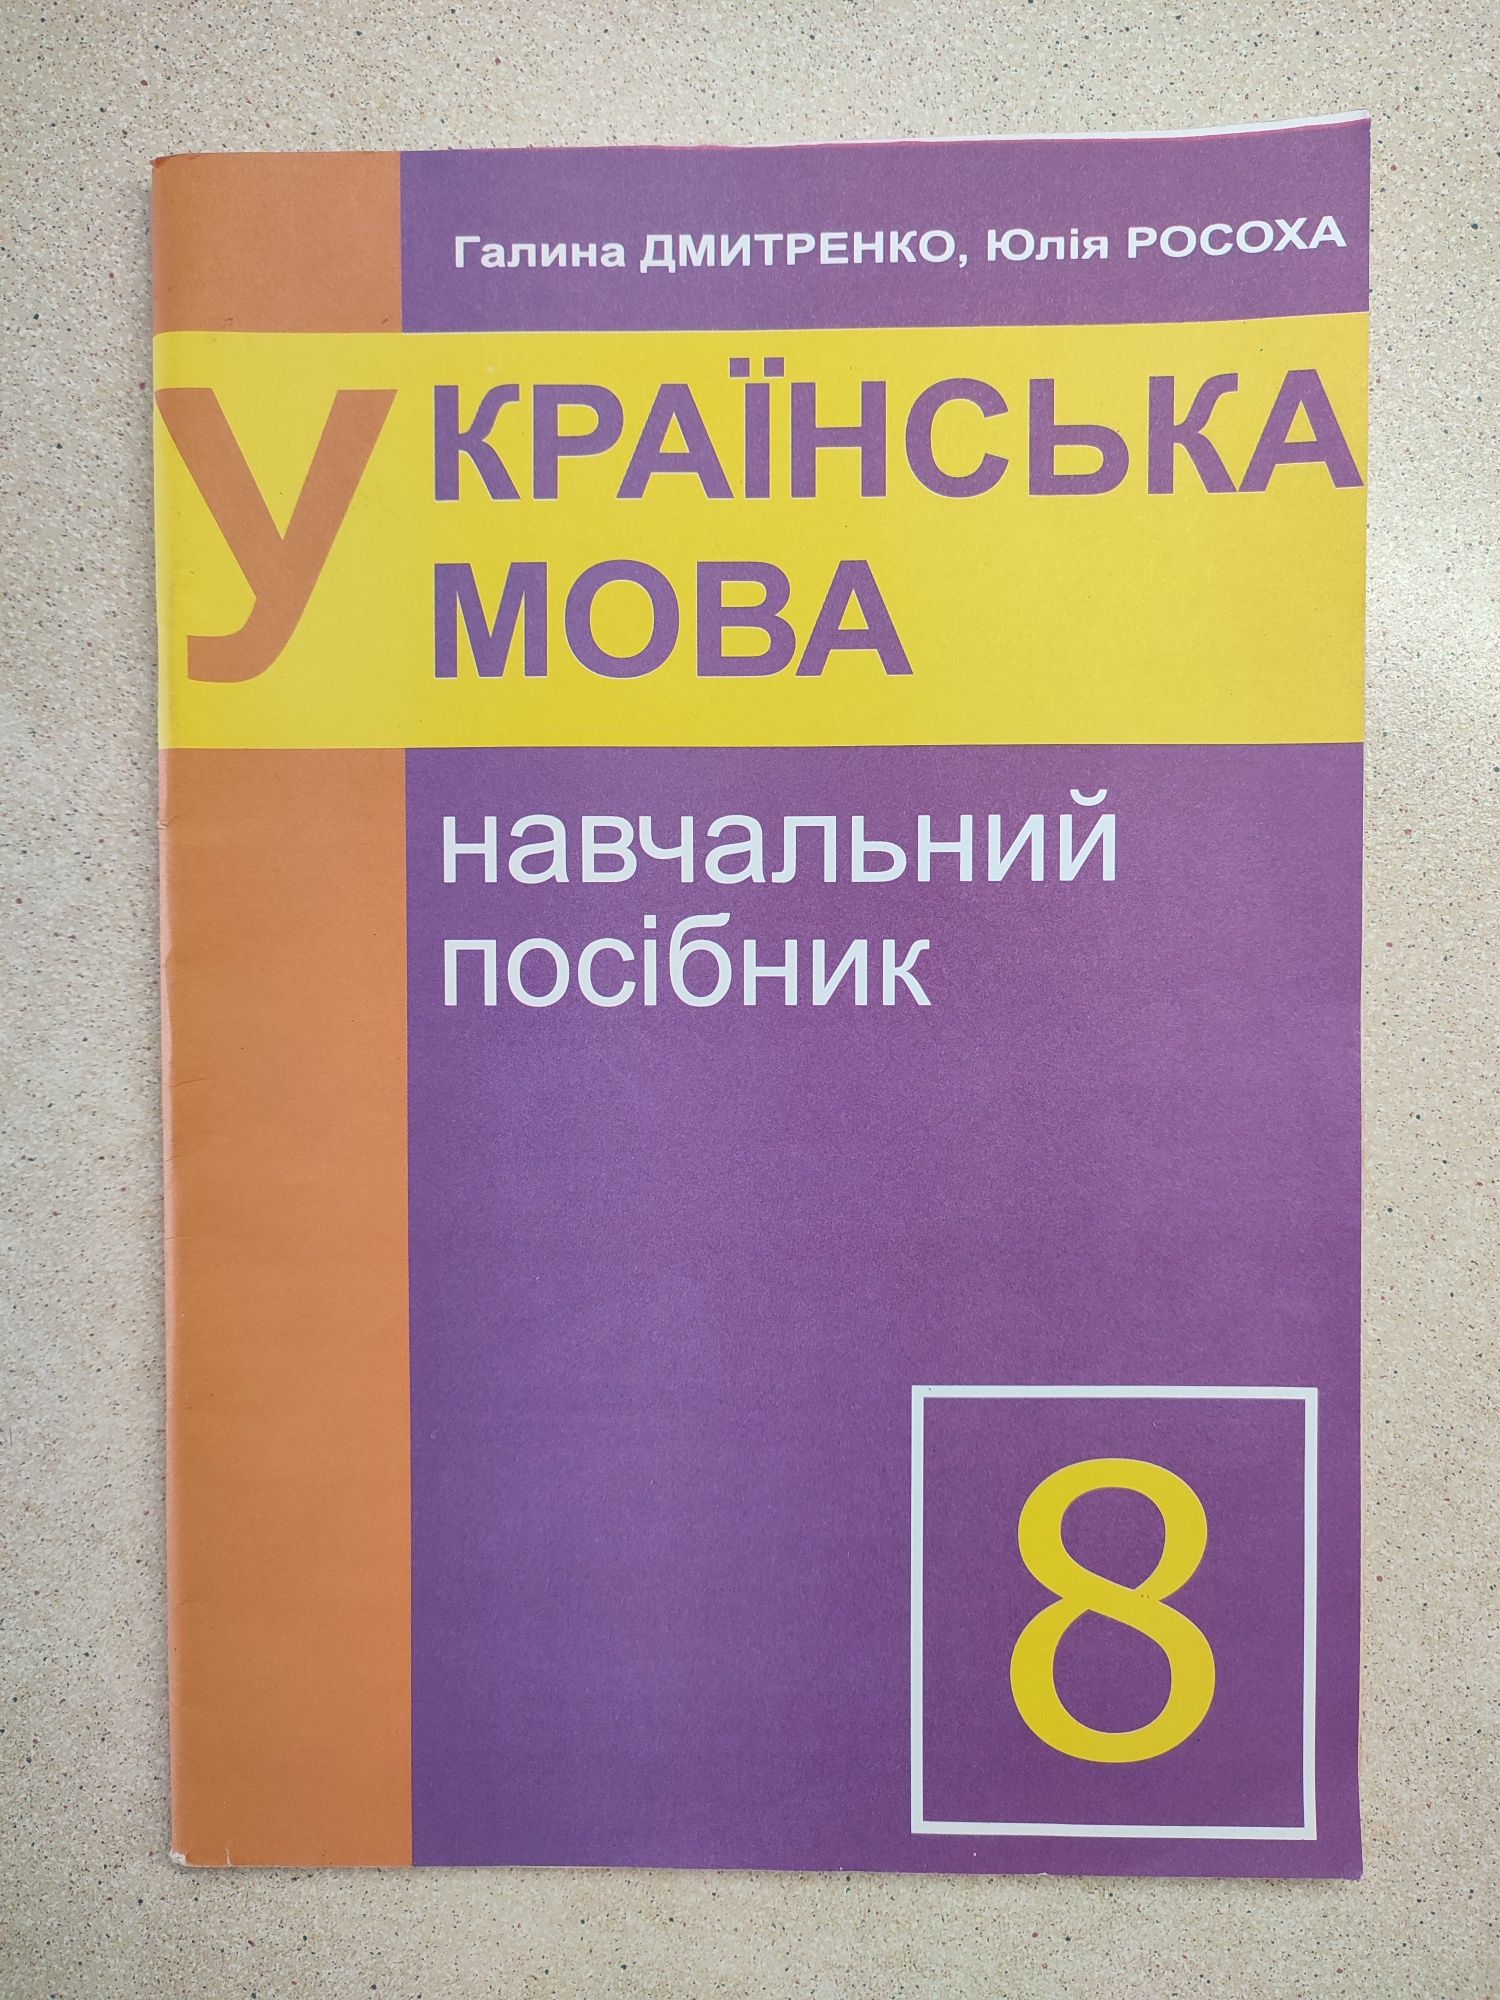 Галина ДМИТРЕНКО, Юлія РОСОХА
УКРАЇНСЬКА
МОВА
навчальний
посібник
8